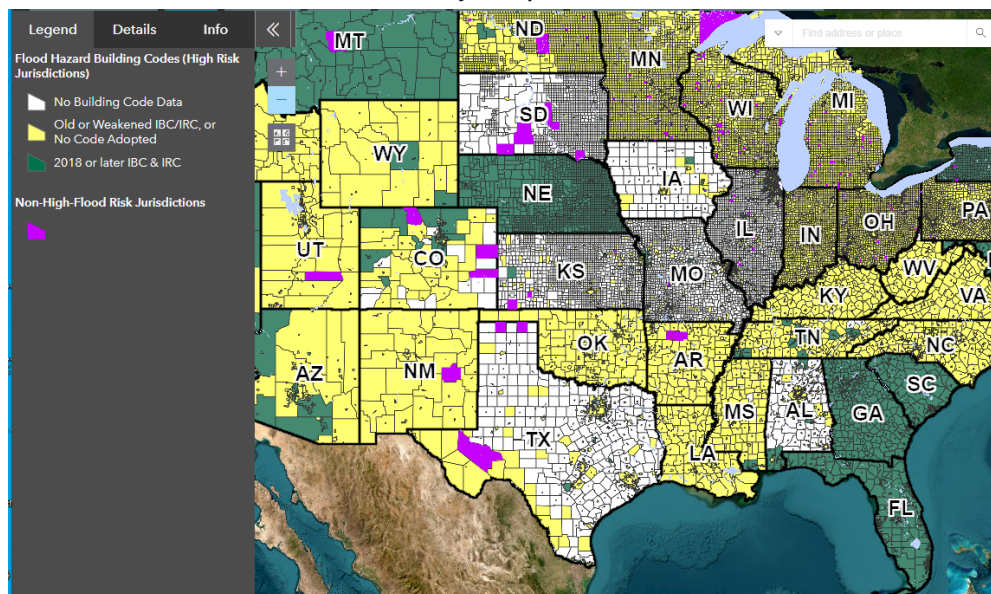 Legend Details Info
Find address or place
Flood Hazard Building Codes (High Risk
Jurisdictions)
No Building Code Data
Old or Weakened IBC/IRC, or
No Code Adopted
2018 or later IBC & IRC
Non-High-Flood Risk Jurisdictions
+
−
MT
ND
MN
SD
WI
MI
WY
IA
NE
IL
IN
OH
PA
UT
CO
KS
MO
WV
KY
VA
AZ
NM
OK
AR
TN
NC
SC
TX
LA
MS
AL
GA
FL